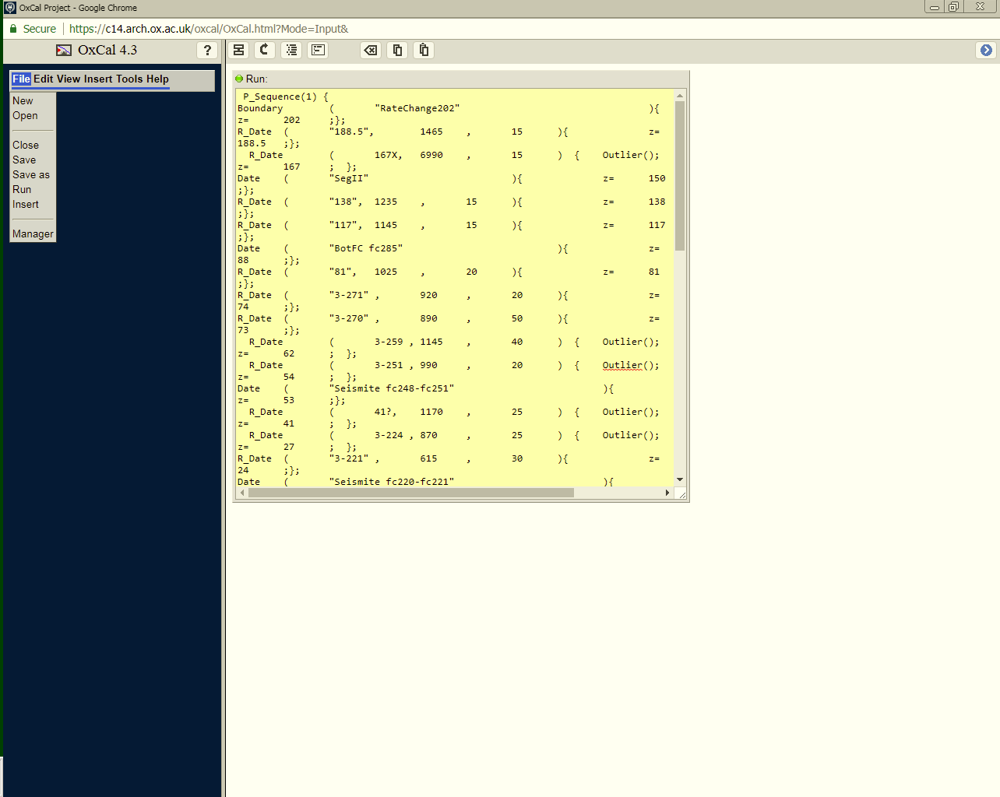 OxCal Project - Google Chrome
Secure https://c14.arch.ox.ac.uk/oxcal/OxCal.html?Mode=Input&
OxCal 4.3 ?
File Edit View Insert Tools Help
New
Open
Close
Save
Save as
Run
Insert
Manager
Run:
P_Sequence(1) {
Boundary ( "RateChange202" ){
z= 202 ;};
R_Date ( "188.5", 1465 , 15 ){ z=
188.5 ;};
R_Date ( 167X, 6990 , 15 ) { Outlier();
z= 167 ; };
Date ( "SegII" ){ z= 150
;};
R_Date ( "138", 1235 , 15 ){ z= 138
;};
R_Date ( "117", 1145 , 15 ){ z= 117
;};
Date ( "BotFC fc285" ){ z=
88 ;};
R_Date ( "81", 1025 , 20 ){ z= 81
;};
R_Date ( "3-271" , 920 , 20 ){ z=
74 ;};
R_Date ( "3-270" , 890 , 50 ){ z=
73 ;};
R_Date ( 3-259 , 1145 , 40 ) { Outlier();
z= 62 ; };
R_Date ( 3-251 , 990 , 20 ) { Outlier();
z= 54 ; };
Date ( "Seismite fc248-fc251" ){
z= 53 ;};
R_Date ( 41?, 1170 , 25 ) { Outlier();
z= 41 ; };
R_Date ( 3-224 , 870 , 25 ) { Outlier();
z= 27 ; };
R_Date ( "3-221" , 615 , 30 ){ z=
24 ;};
Date ( "Seismite fc220-fc221" ){